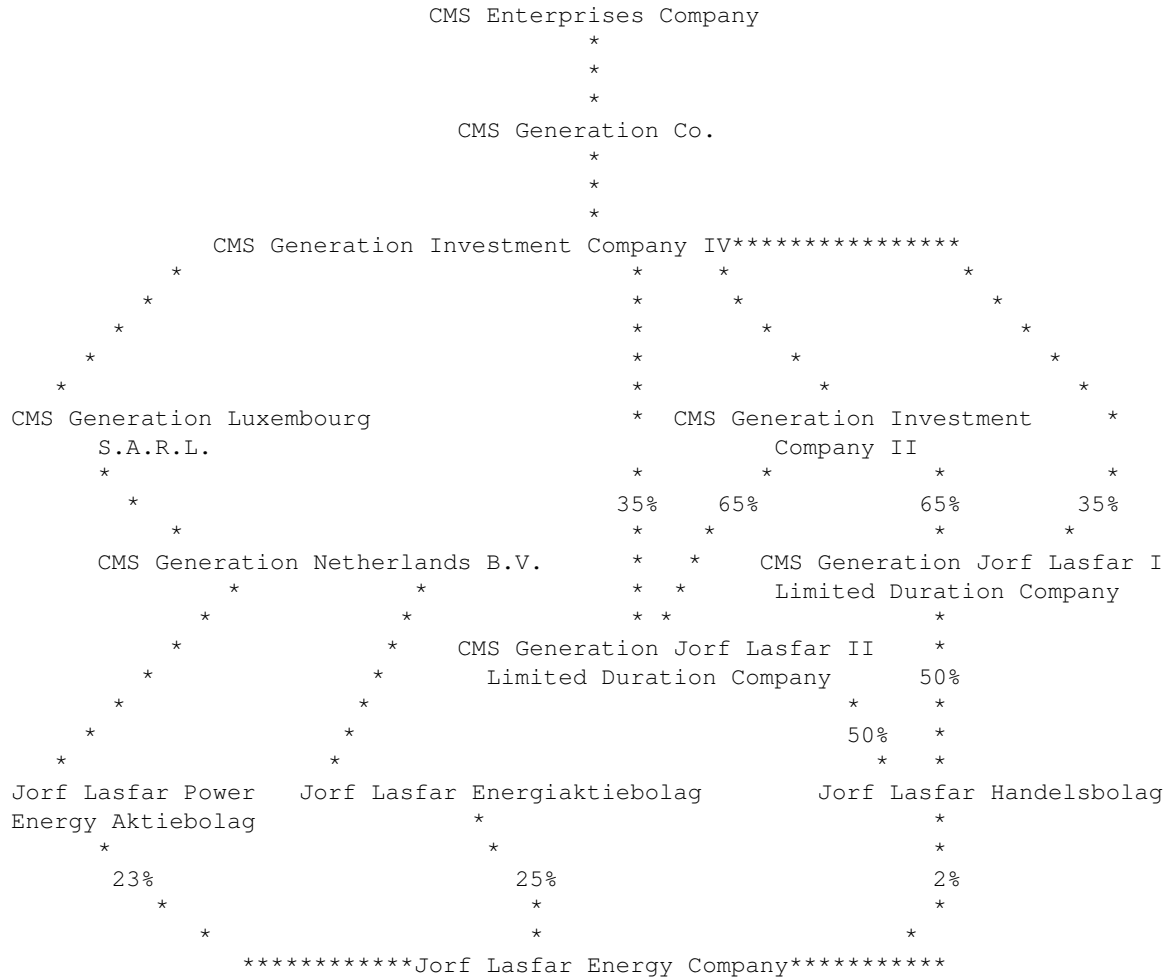 CMS Enterprises Company
*
*
*
CMS Generation Co.
*
*
*
CMS Generation Investment Company IV****************
* * * *
* * * *
* * * *
* * * *
* * * *
CMS Generation Luxembourg * CMS Generation Investment *
S.A.R.L. Company II
* * * * *
* 35% 65% 65% 35%
* * * * *
CMS Generation Netherlands B.V. * * CMS Generation Jorf Lasfar I
* * * * Limited Duration Company
* * * * *
* * CMS Generation Jorf Lasfar II *
* * Limited Duration Company 50%
* * * *
* * 50% *
* * * *
Jorf Lasfar Power Jorf Lasfar Energiaktiebolag Jorf Lasfar Handelsbolag
Energy Aktiebolag * *
* * *
23% 25% 2%
* * *
* * *
************Jorf Lasfar Energy Company***********